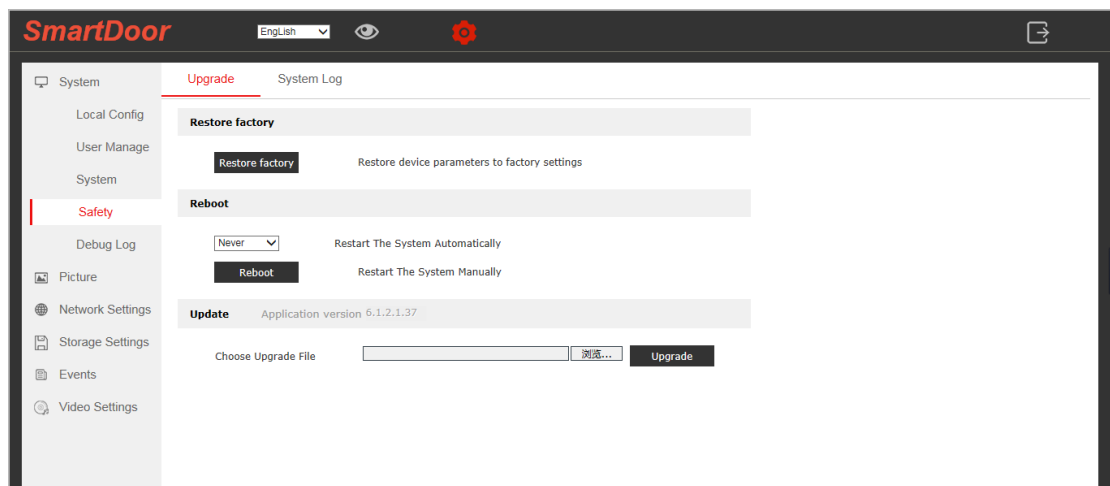 SmartDoor
EngLish
System
Upgrade System Log
Local Config
Restore factory
User Manage
Restore factory Restore device parameters to factory settings
System
Reboot
Safety
Never Restart The System Automatically
Debug Log
Reboot Restart The System Manually
Picture
Network Settings
Update Application version 6.1.2.1.37
Storage Settings
Choose Upgrade File 浏览... Upgrade
Events
Video Settings